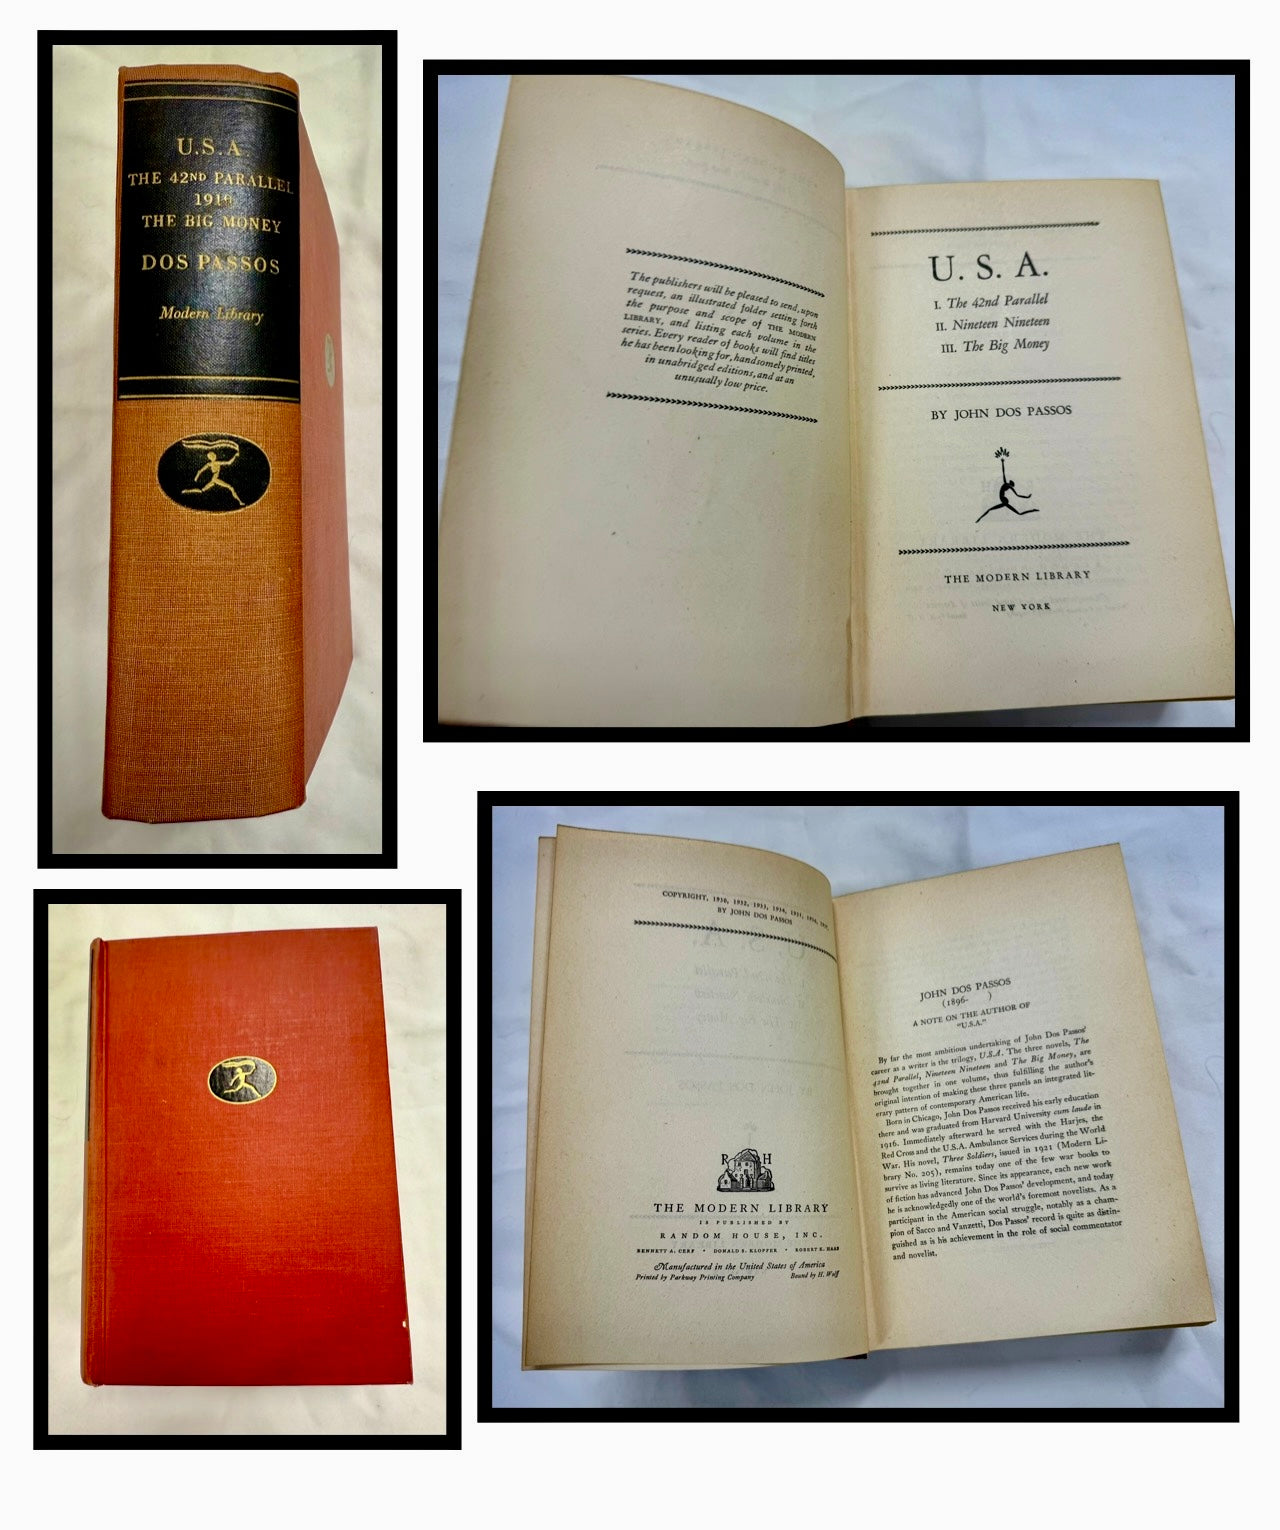 U.S.A.
THE 42ND PARALLEL
1919
THE BIG MONEY
DOS PASSOS
Modern Library
The publishers will be pleased to send, upon
request, an illustrated folder setting forth
the purpose and scope of THE MODERN
LIBRARY, and listing each volume in the
series. Every reader of books will find titles
he has been looking for, handsomely printed,
in unabridged editions, and at an
unusually low price.
U. S. A.
I. The 42nd Parallel
II. Nineteen Nineteen
III. The Big Money
BY JOHN DOS PASSOS
THE MODERN LIBRARY
NEW YORK
COPYRIGHT, 1930, 1932, 1933, 1934, 1935, 1936, 1937,
BY JOHN DOS PASSOS
R H
THE MODERN LIBRARY
IS PUBLISHED BY
RANDOM HOUSE, INC.
BENNETT A. CERF • DONALD S. KLOPFER • ROBERT K. HAAS
Manufactured in the United States of America
Printed by Parkway Printing Company Bound by H. Wolff
JOHN DOS PASSOS
(1896- )
A NOTE ON THE AUTHOR OF
"U.S.A."
By far the most ambitious undertaking of John Dos Passos'
career as a writer is the trilogy, U.S.A. The three novels, The
42nd Parallel, Nineteen Nineteen and The Big Money, are
brought together in one volume, thus fulfilling the author's
original intention of making these three panels an integrated lit-
erary pattern of contemporary American life.
Born in Chicago, John Dos Passos received his early education
there and was graduated from Harvard University cum laude in
1916. Immediately afterward he served with the Harjes, the
Red Cross and the U.S.A. Ambulance Services during the World
War. His novel, Three Soldiers, issued in 1921 (Modern Li-
brary No. 205), remains today one of the few war books to
survive as living literature. Since its appearance, each new work
of fiction has advanced John Dos Passos' development, and today
he is acknowledgedly one of the world's foremost novelists. As a
participant in the American social struggle, notably as a cham-
pion of Sacco and Vanzetti, Dos Passos' record is quite as distin-
guished as is his achievement in the role of social commentator
and novelist.